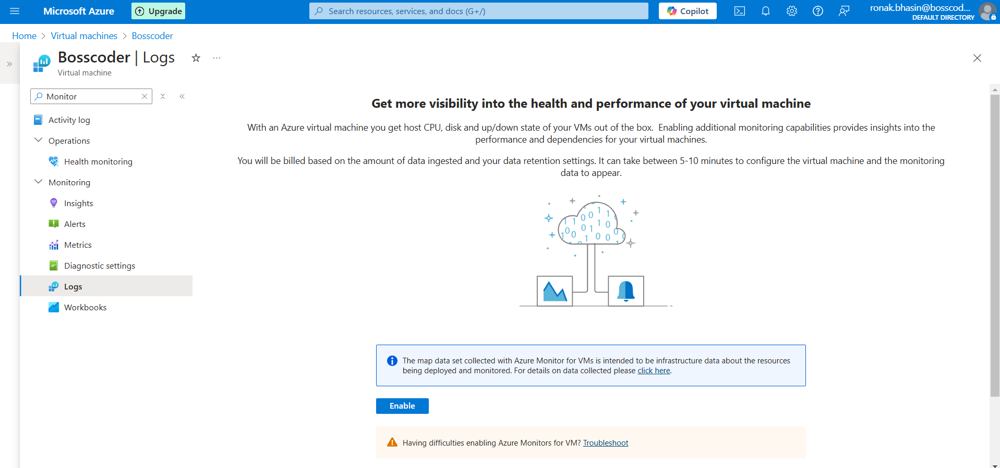 Microsoft Azure
Upgrade
Search resources, services, and docs (G+/)
Copilot
ronak.bhasin@bosscod...
DEFAULT DIRECTORY
Home > Virtual machines > Bosscoder
Bosscoder | Logs
Virtual machine
Monitor
Activity log
Operations
Health monitoring
Monitoring
Insights
Alerts
Metrics
Diagnostic settings
Logs
Workbooks
Get more visibility into the health and performance of your virtual machine
With an Azure virtual machine you get host CPU, disk and up/down state of your VMs out of the box. Enabling additional monitoring capabilities provides insights into the
performance and dependencies for your virtual machines.
You will be billed based on the amount of data ingested and your data retention settings. It can take between 5-10 minutes to configure the virtual machine and the monitoring
data to appear.
The map data set collected with Azure Monitor for VMs is intended to be infrastructure data about the resources
being deployed and monitored. For details on data collected please click here.
Enable
Having difficulties enabling Azure Monitors for VM? Troubleshoot